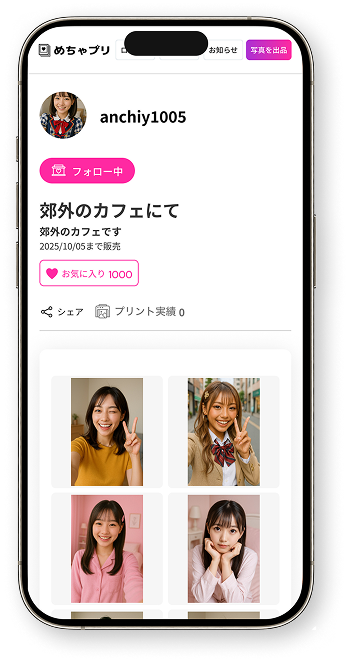 めちゃプリ
お知らせ
写真を出品
anchiy1005
フォロー中
郊外のカフェにて
郊外のカフェです
2025/10/05まで販売
お気に入り 1000
シェア
プリント実績 0